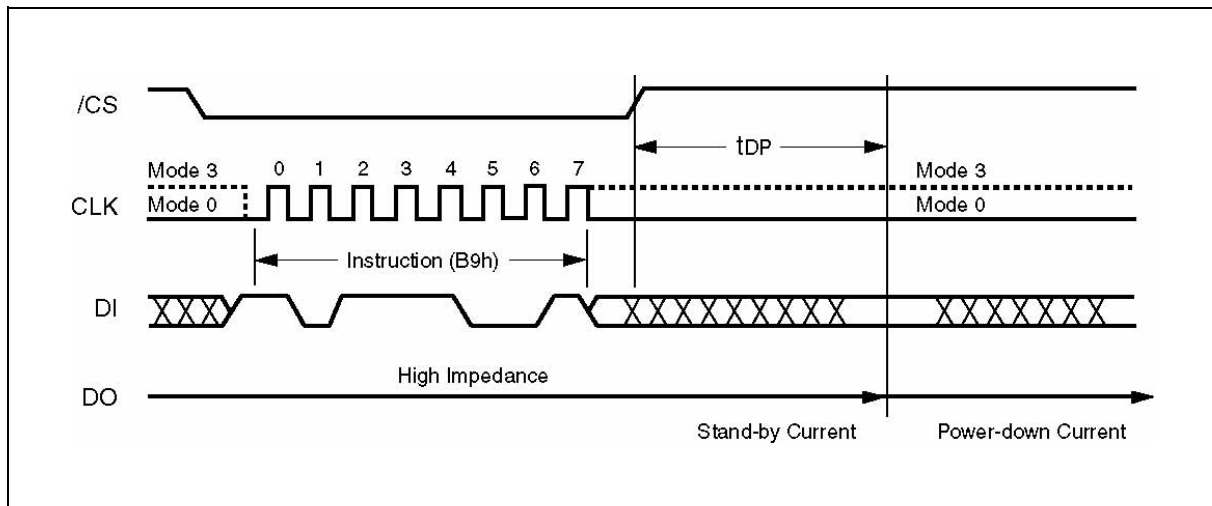 /CS
tDP
Mode 3
0 1 2 3 4 5 6 7
Mode 3
CLK
Mode 0
Mode 0
Instruction (B9h)
DI
High Impedance
DO
Stand-by Current
Power-down Current